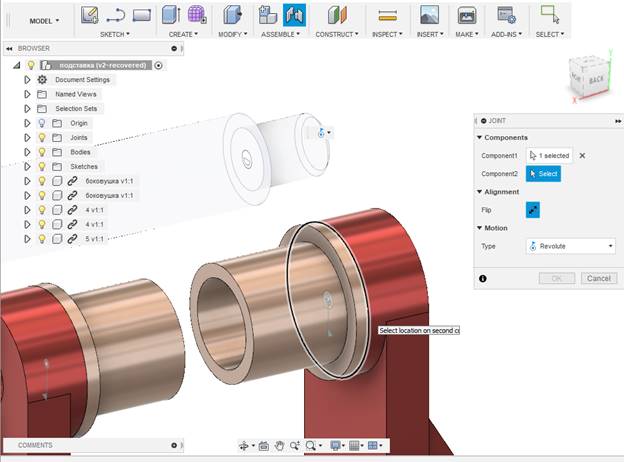 MODEL
SKETCH
CREATE
MODIFY
ASSEMBLE
CONSTRUCT
INSPECT
INSERT
MAKE
ADD-INS
SELECT
BROWSER
подставка (v2-recovered)
Document Settings
Named Views
Selection Sets
Origin
Joints
Bodies
Sketches
боковушка v1:1
боковушка v1:1
4 v1:1
4 v1:1
5 v1:1
BACK
Y
X
JOINT
Components
Component1 1 selected
Component2 Select
Alignment
Flip
Motion
Type Revolute
OK Cancel
Select location on second
COMMENTS